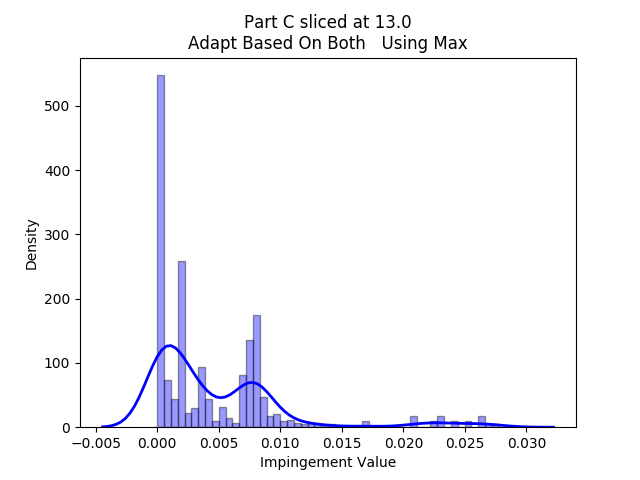 Part C sliced at 13.0
Adapt Based On Both   Using Max
Density
500
400
300
200
100
0
−0.005 0.000 0.005 0.010 0.015 0.020 0.025 0.030
Impingement Value